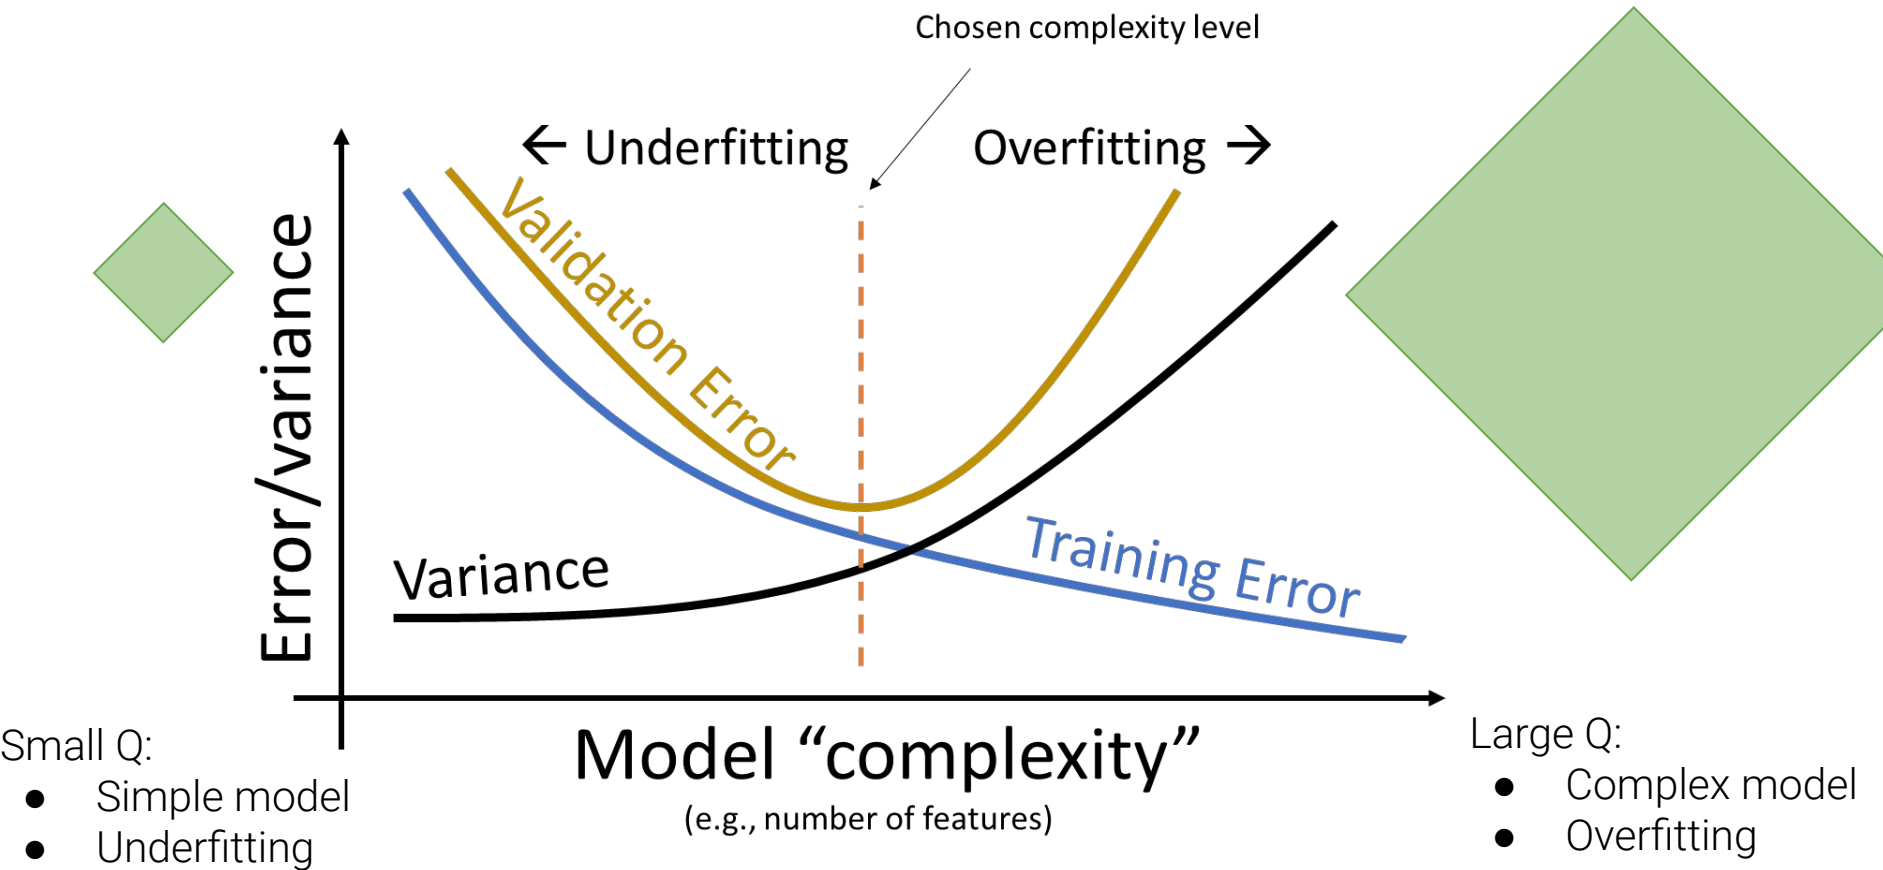 Chosen complexity level
← Underfitting
Overfitting →
Validation Error
Error/variance
Variance
Training Error
Model “complexity”
(e.g., number of features)
Small Q:
● Simple model
● Underfitting
Large Q:
● Complex model
● Overfitting